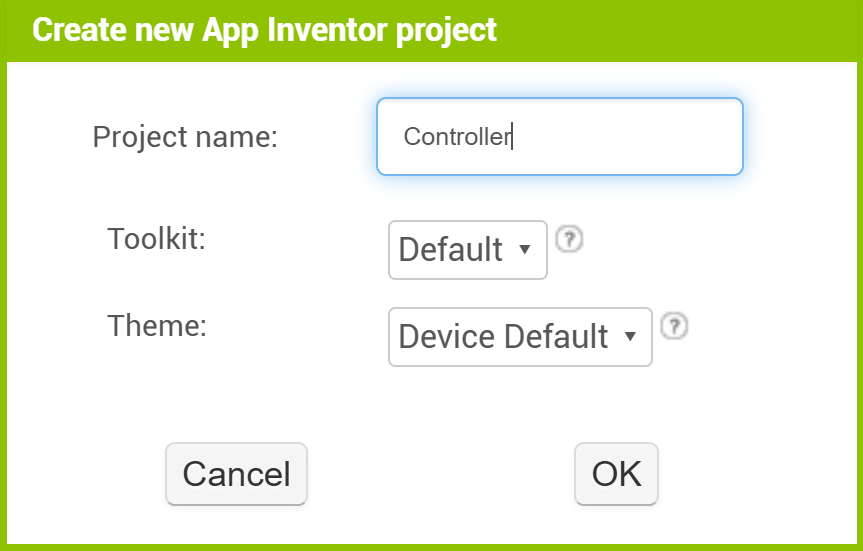 Create new App Inventor project
Project name: Controller
Toolkit: Default ▼ ?
Theme: Device Default ▼ ?
Cancel OK